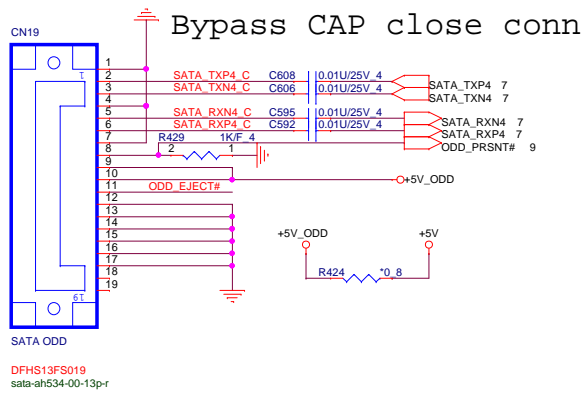 Bypass CAP close conn
CN19
1
1
2 SATA_TXP4_C C608 0.01U/25V_4 SATA_TXP4 7
3 SATA_TXN4_C C606 0.01U/25V_4 SATA_TXN4 7
4
5 SATA_RXN4_C C595 0.01U/25V_4 SATA_RXN4 7
6 SATA_RXP4_C C592 0.01U/25V_4 SATA_RXP4 7
7 ODD_PRSNT# 9
R429 1K/F_4
8 2 1
9
10 +5V_ODD
11 ODD_EJECT#
12
13
14
15
16
17
18
19
19
+5V_ODD +5V
R424 *0_8
SATA ODD
DFHS13FS019
sata-ah534-00-13p-r